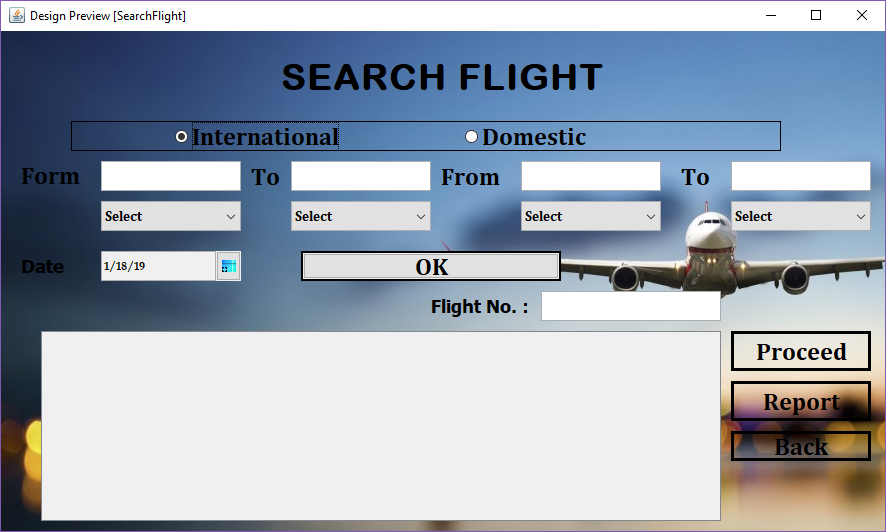 Design Preview [SearchFlight]
SEARCH FLIGHT
International Domestic
Form To From To
Select Select Select Select
Date 1/18/19 OK
Flight No. :
Proceed
Report
Back